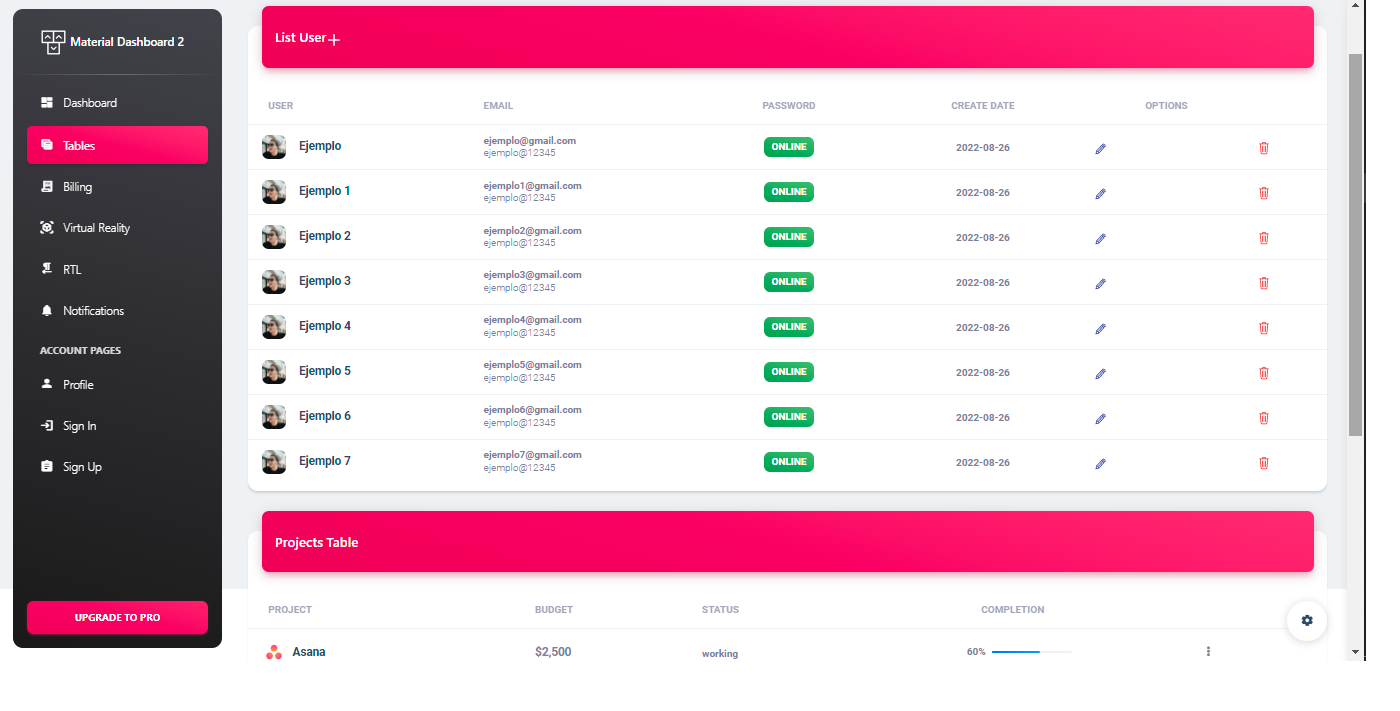 Material Dashboard 2
Dashboard
Tables
Billing
Virtual Reality
RTL
Notifications
ACCOUNT PAGES
Profile
Sign In
Sign Up
UPGRADE TO PRO
List User
USER EMAIL PASSWORD CREATE DATE OPTIONS
Ejemplo ejemplo@gmail.com ONLINE 2022-08-26
ejemplo@12345
Ejemplo 1 ejemplo1@gmail.com ONLINE 2022-08-26
ejemplo@12345
Ejemplo 2 ejemplo2@gmail.com ONLINE 2022-08-26
ejemplo@12345
Ejemplo 3 ejemplo3@gmail.com ONLINE 2022-08-26
ejemplo@12345
Ejemplo 4 ejemplo4@gmail.com ONLINE 2022-08-26
ejemplo@12345
Ejemplo 5 ejemplo5@gmail.com ONLINE 2022-08-26
ejemplo@12345
Ejemplo 6 ejemplo6@gmail.com ONLINE 2022-08-26
ejemplo@12345
Ejemplo 7 ejemplo7@gmail.com ONLINE 2022-08-26
ejemplo@12345
Projects Table
PROJECT BUDGET STATUS COMPLETION
Asana $2,500 working 60%